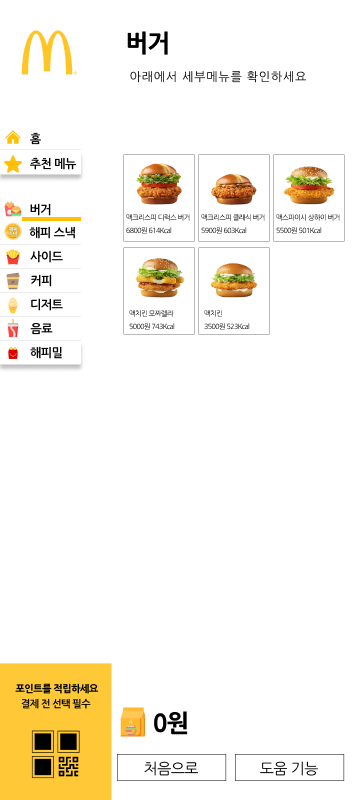 버거
아래에서 세부메뉴를 확인하세요
홈
추천 메뉴
버거
해피 스낵
사이드
커피
디저트
음료
해피밀
맥크리스피 디럭스 버거
6800원 614Kcal
맥크리스피 클래식 버거
5900원 603Kcal
맥스파이시 상하이 버거
5500원 501Kcal
맥치킨 모짜렐라
5000원 743Kcal
맥치킨
3500원 523Kcal
포인트를 적립하세요
결제 전 선택 필수
0원
처음으로
도움 기능